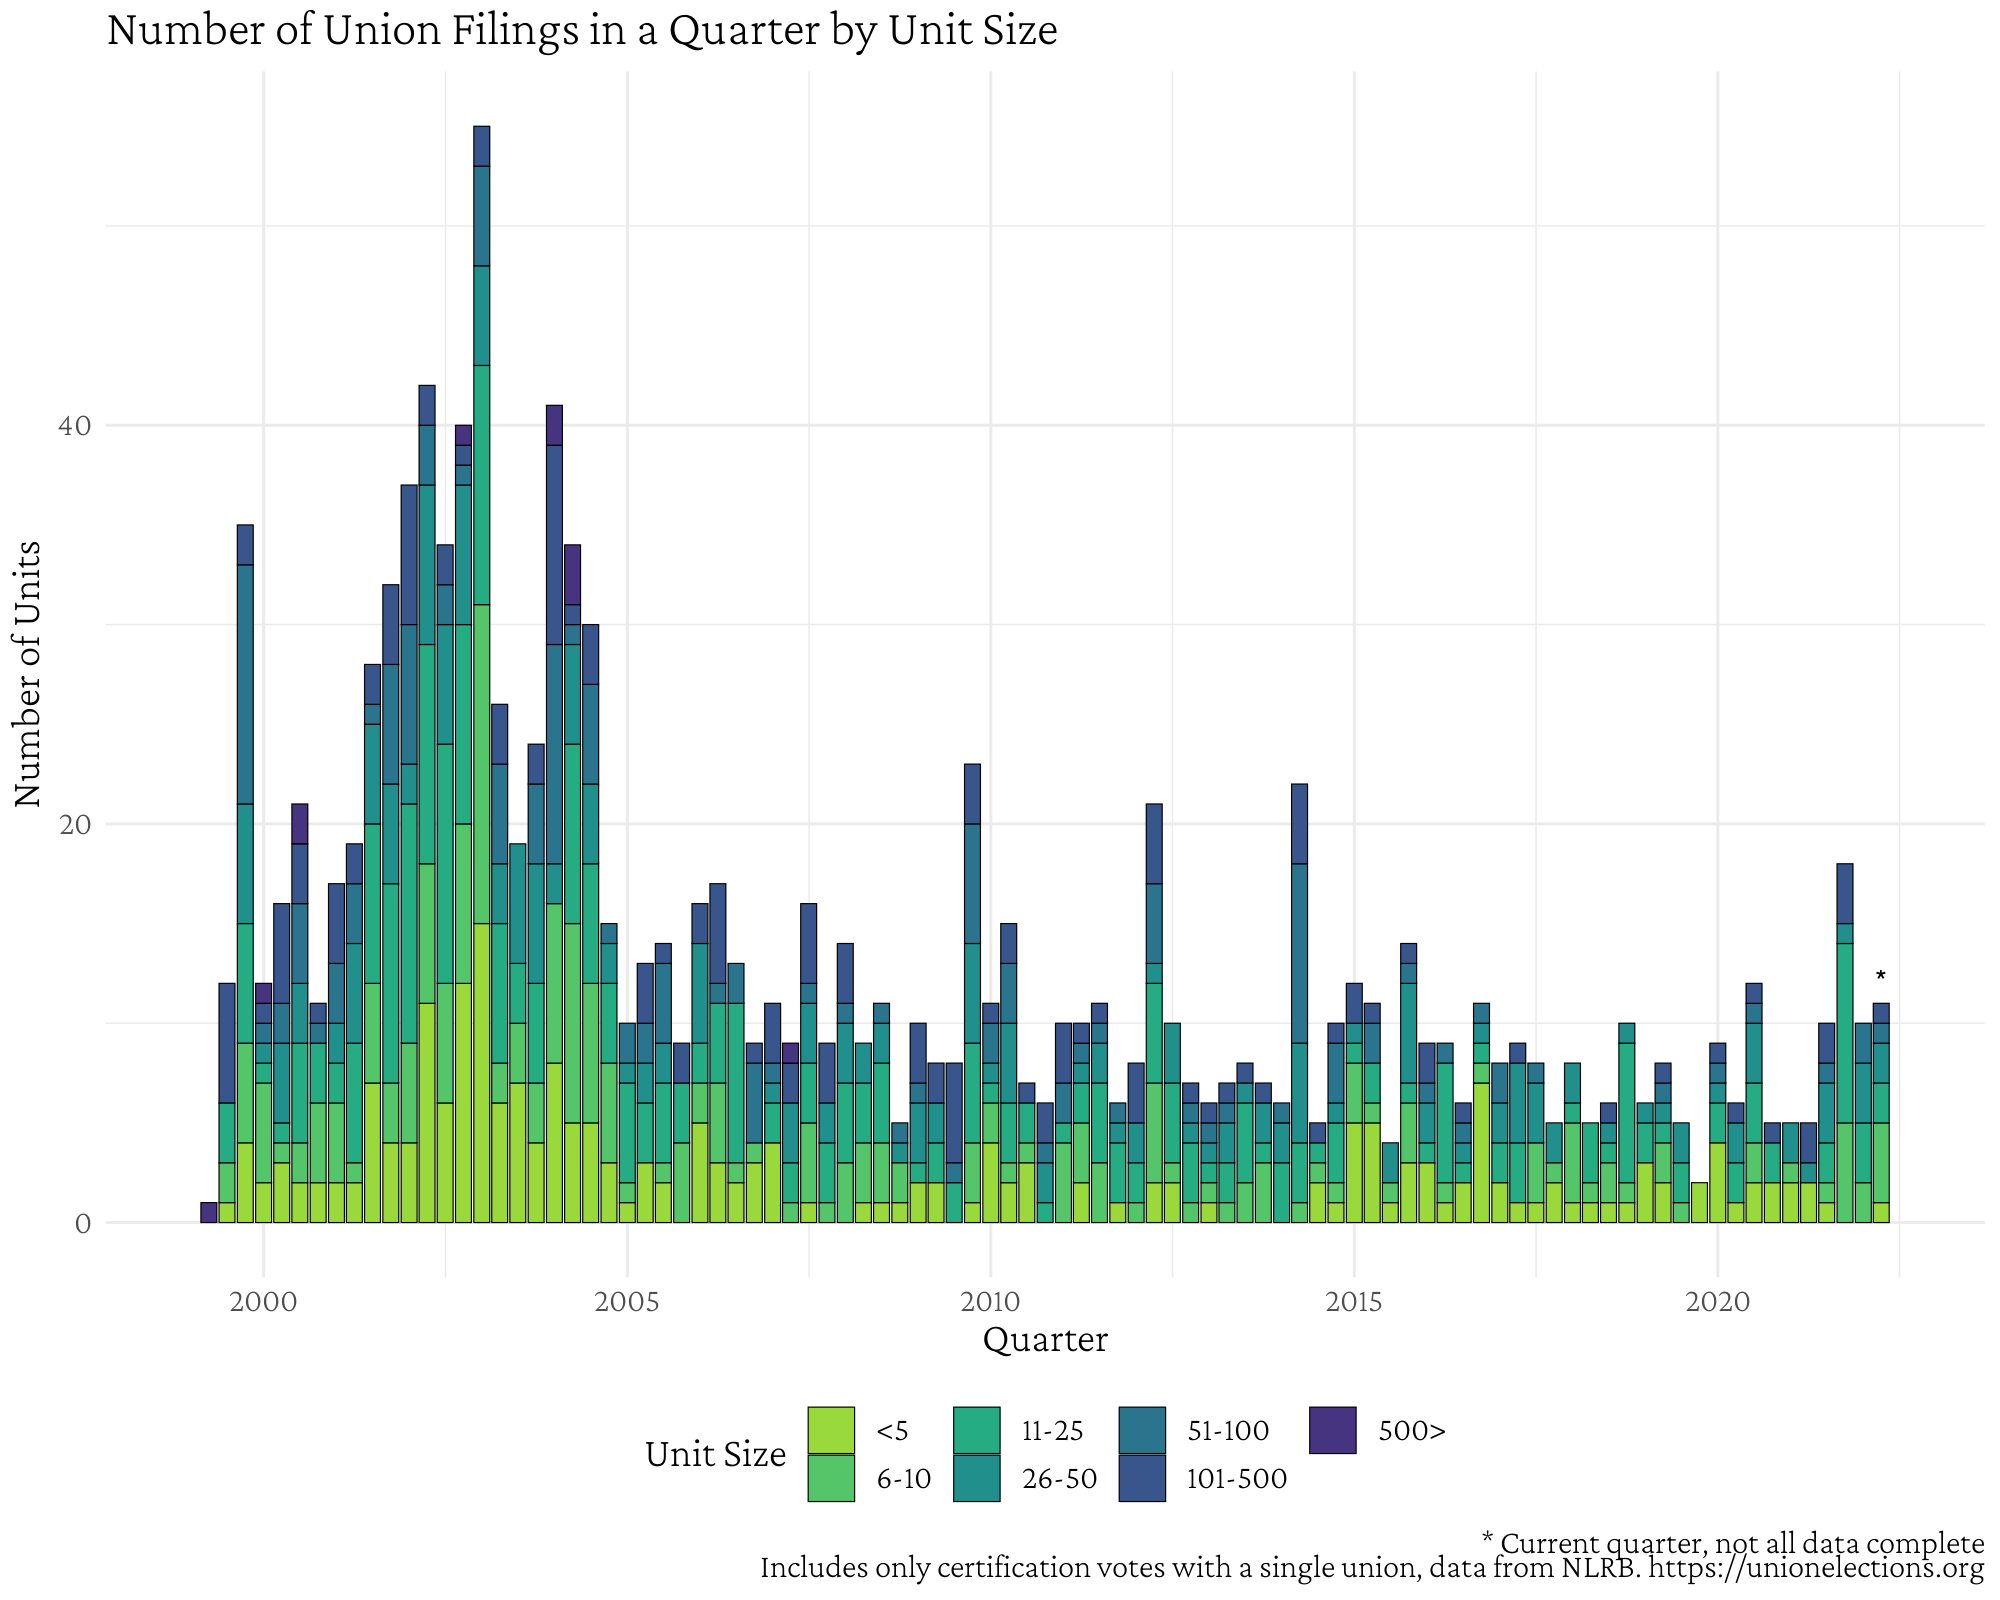 Number of Union Filings in a Quarter by Unit Size
Number of Units
40
20
0
*
2000 2005 2010 2015 2020
Quarter
Unit Size
<5 11-25 51-100 500>
6-10 26-50 101-500
* Current quarter, not all data complete
Includes only certification votes with a single union, data from NLRB. https://unionelections.org